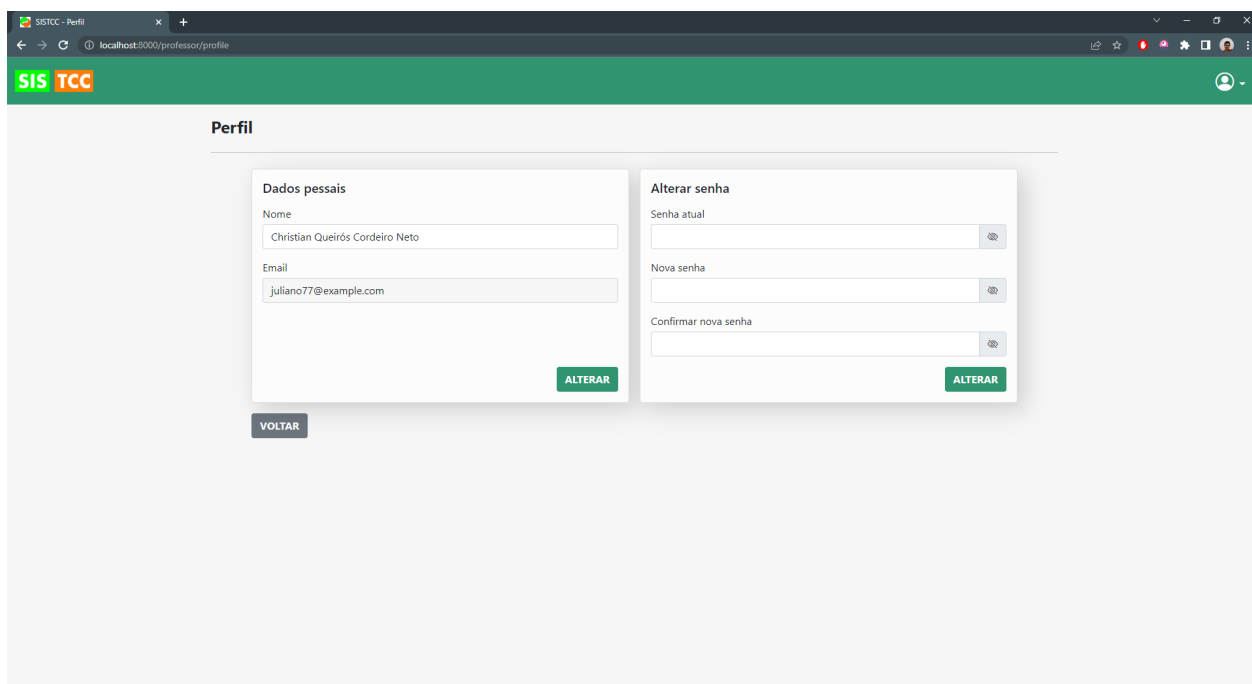 SISTCC - Perfil
localhost:8000/professor/profile
SIS TCC
Perfil
Dados pessais
Nome
Christian Queirós Cordeiro Neto
Email
juliano77@example.com
ALTERAR
Alterar senha
Senha atual
Nova senha
Confirmar nova senha
ALTERAR
VOLTAR